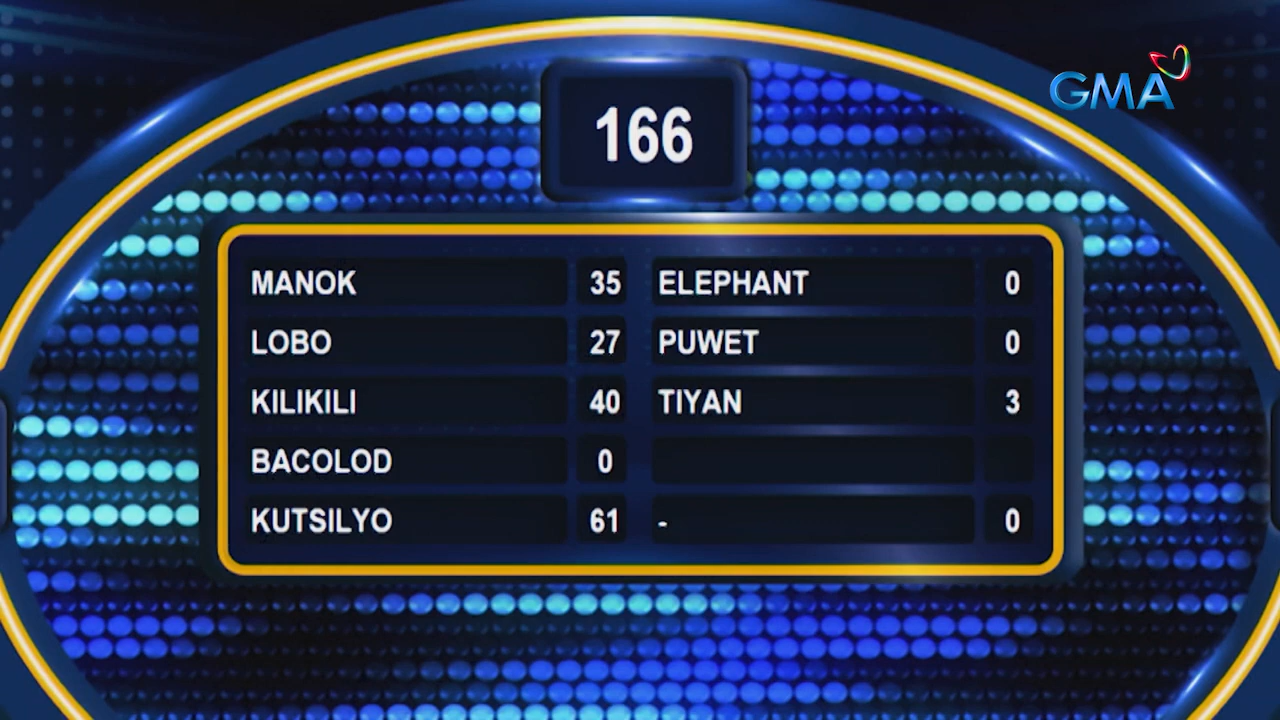 GMA
166
MANOK 35 ELEPHANT 0
LOBO 27 PUWET 0
KILIKILI 40 TIYAN 3
BACOLOD 0
KUTSILYO 61 - 0